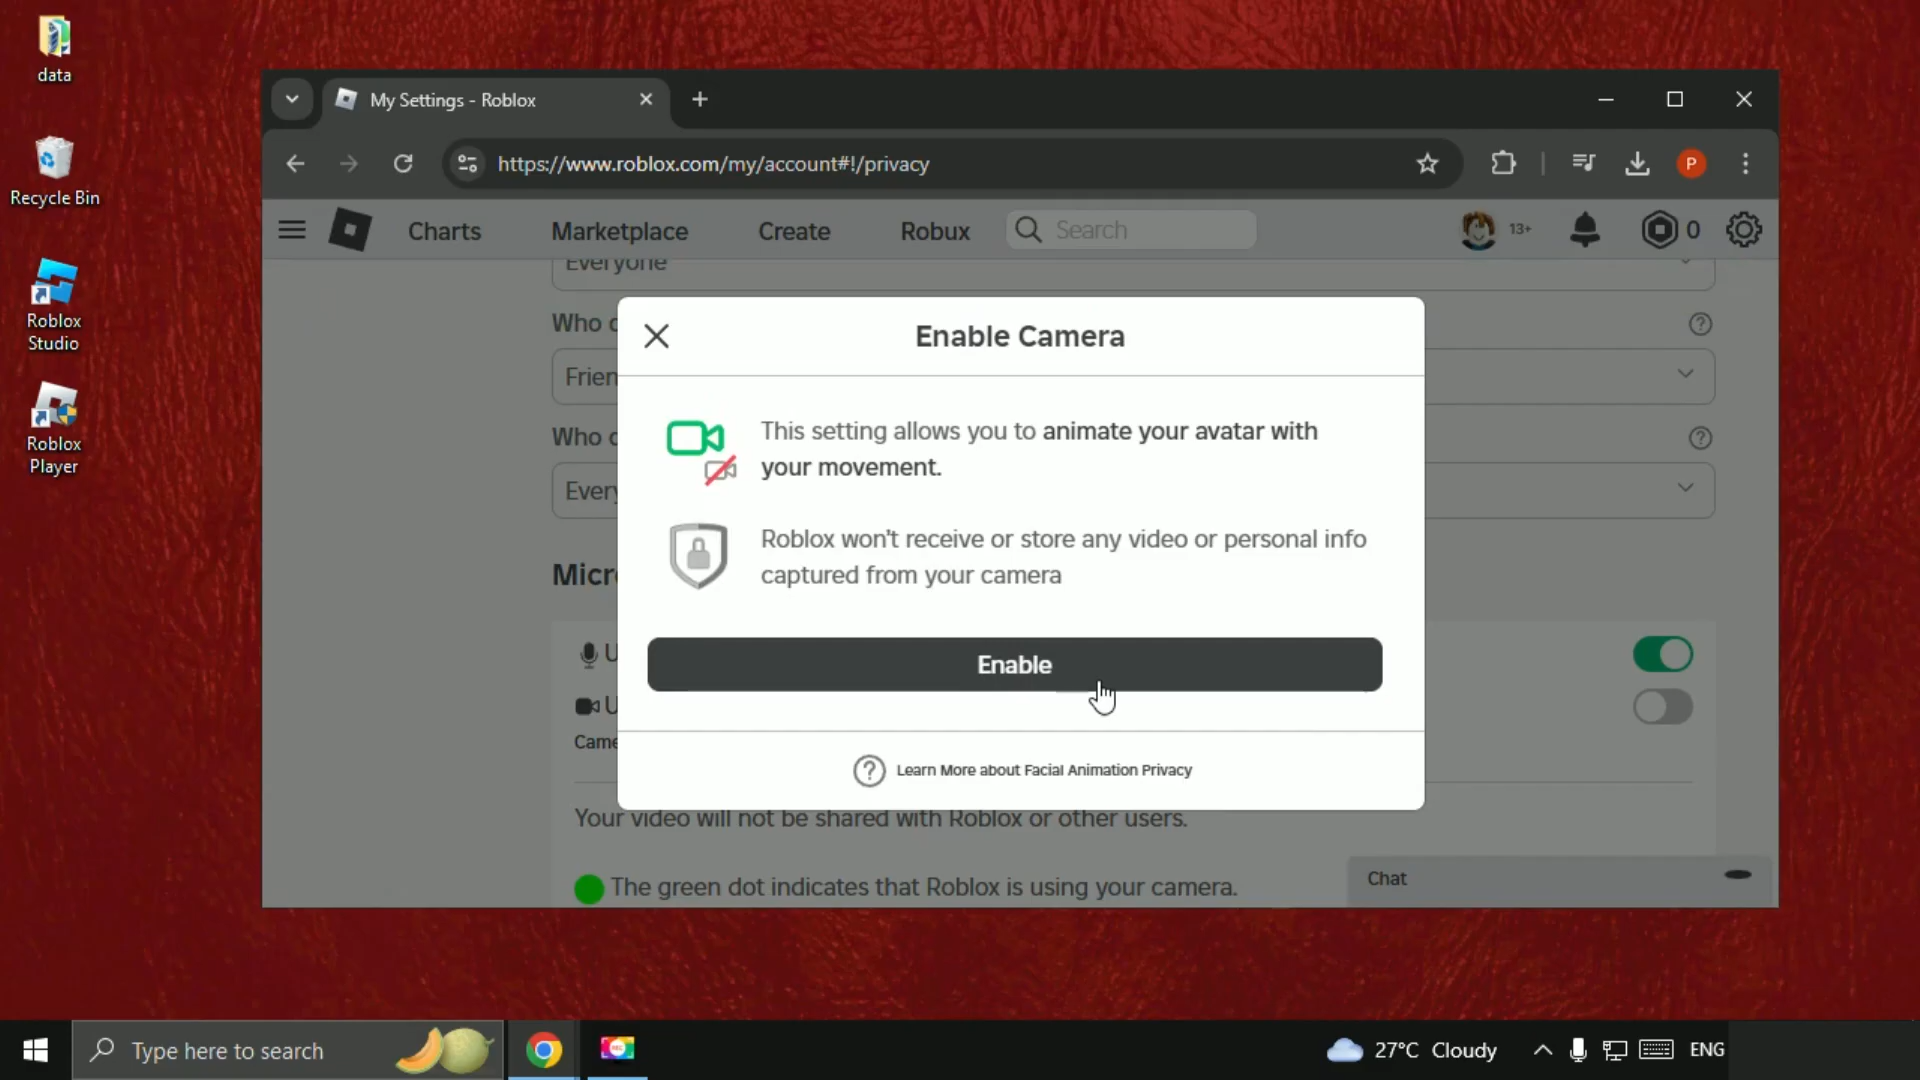 data
Recycle Bin
Roblox
Studio
Roblox
Player
My Settings - Roblox
https://www.roblox.com/my/account#!/privacy
P
Charts
Marketplace
Create
Robux
Search
13+
0
Everyone
Who c
Frien
Who c
Every
Micr
U
U
Came
Enable Camera
This setting allows you to animate your avatar with
your movement.
Roblox won't receive or store any video or personal info
captured from your camera
Enable
Learn More about Facial Animation Privacy
Your video will not be shared with Roblox or other users.
The green dot indicates that Roblox is using your camera.
Chat
Type here to search
27°C Cloudy
ENG